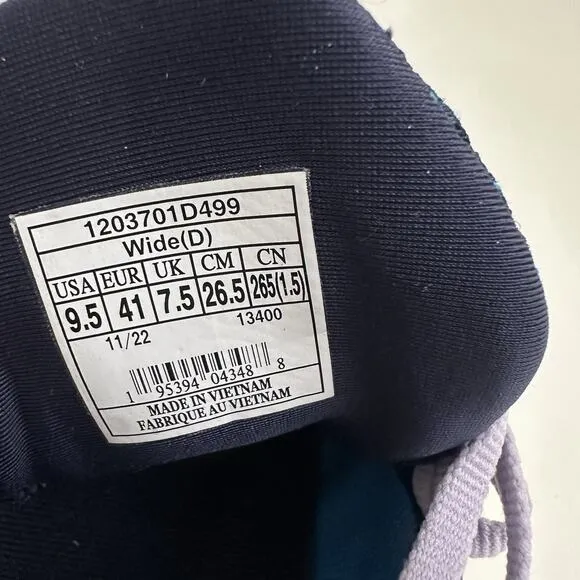 1203701D499
Wide(D)
USA EUR UK CM CN
9.5 41 7.5 26.5 265(1.5)
11/22 13400
1 95394 04348 8
MADE IN VIETNAM
FABRIQUE AU VIETNAM